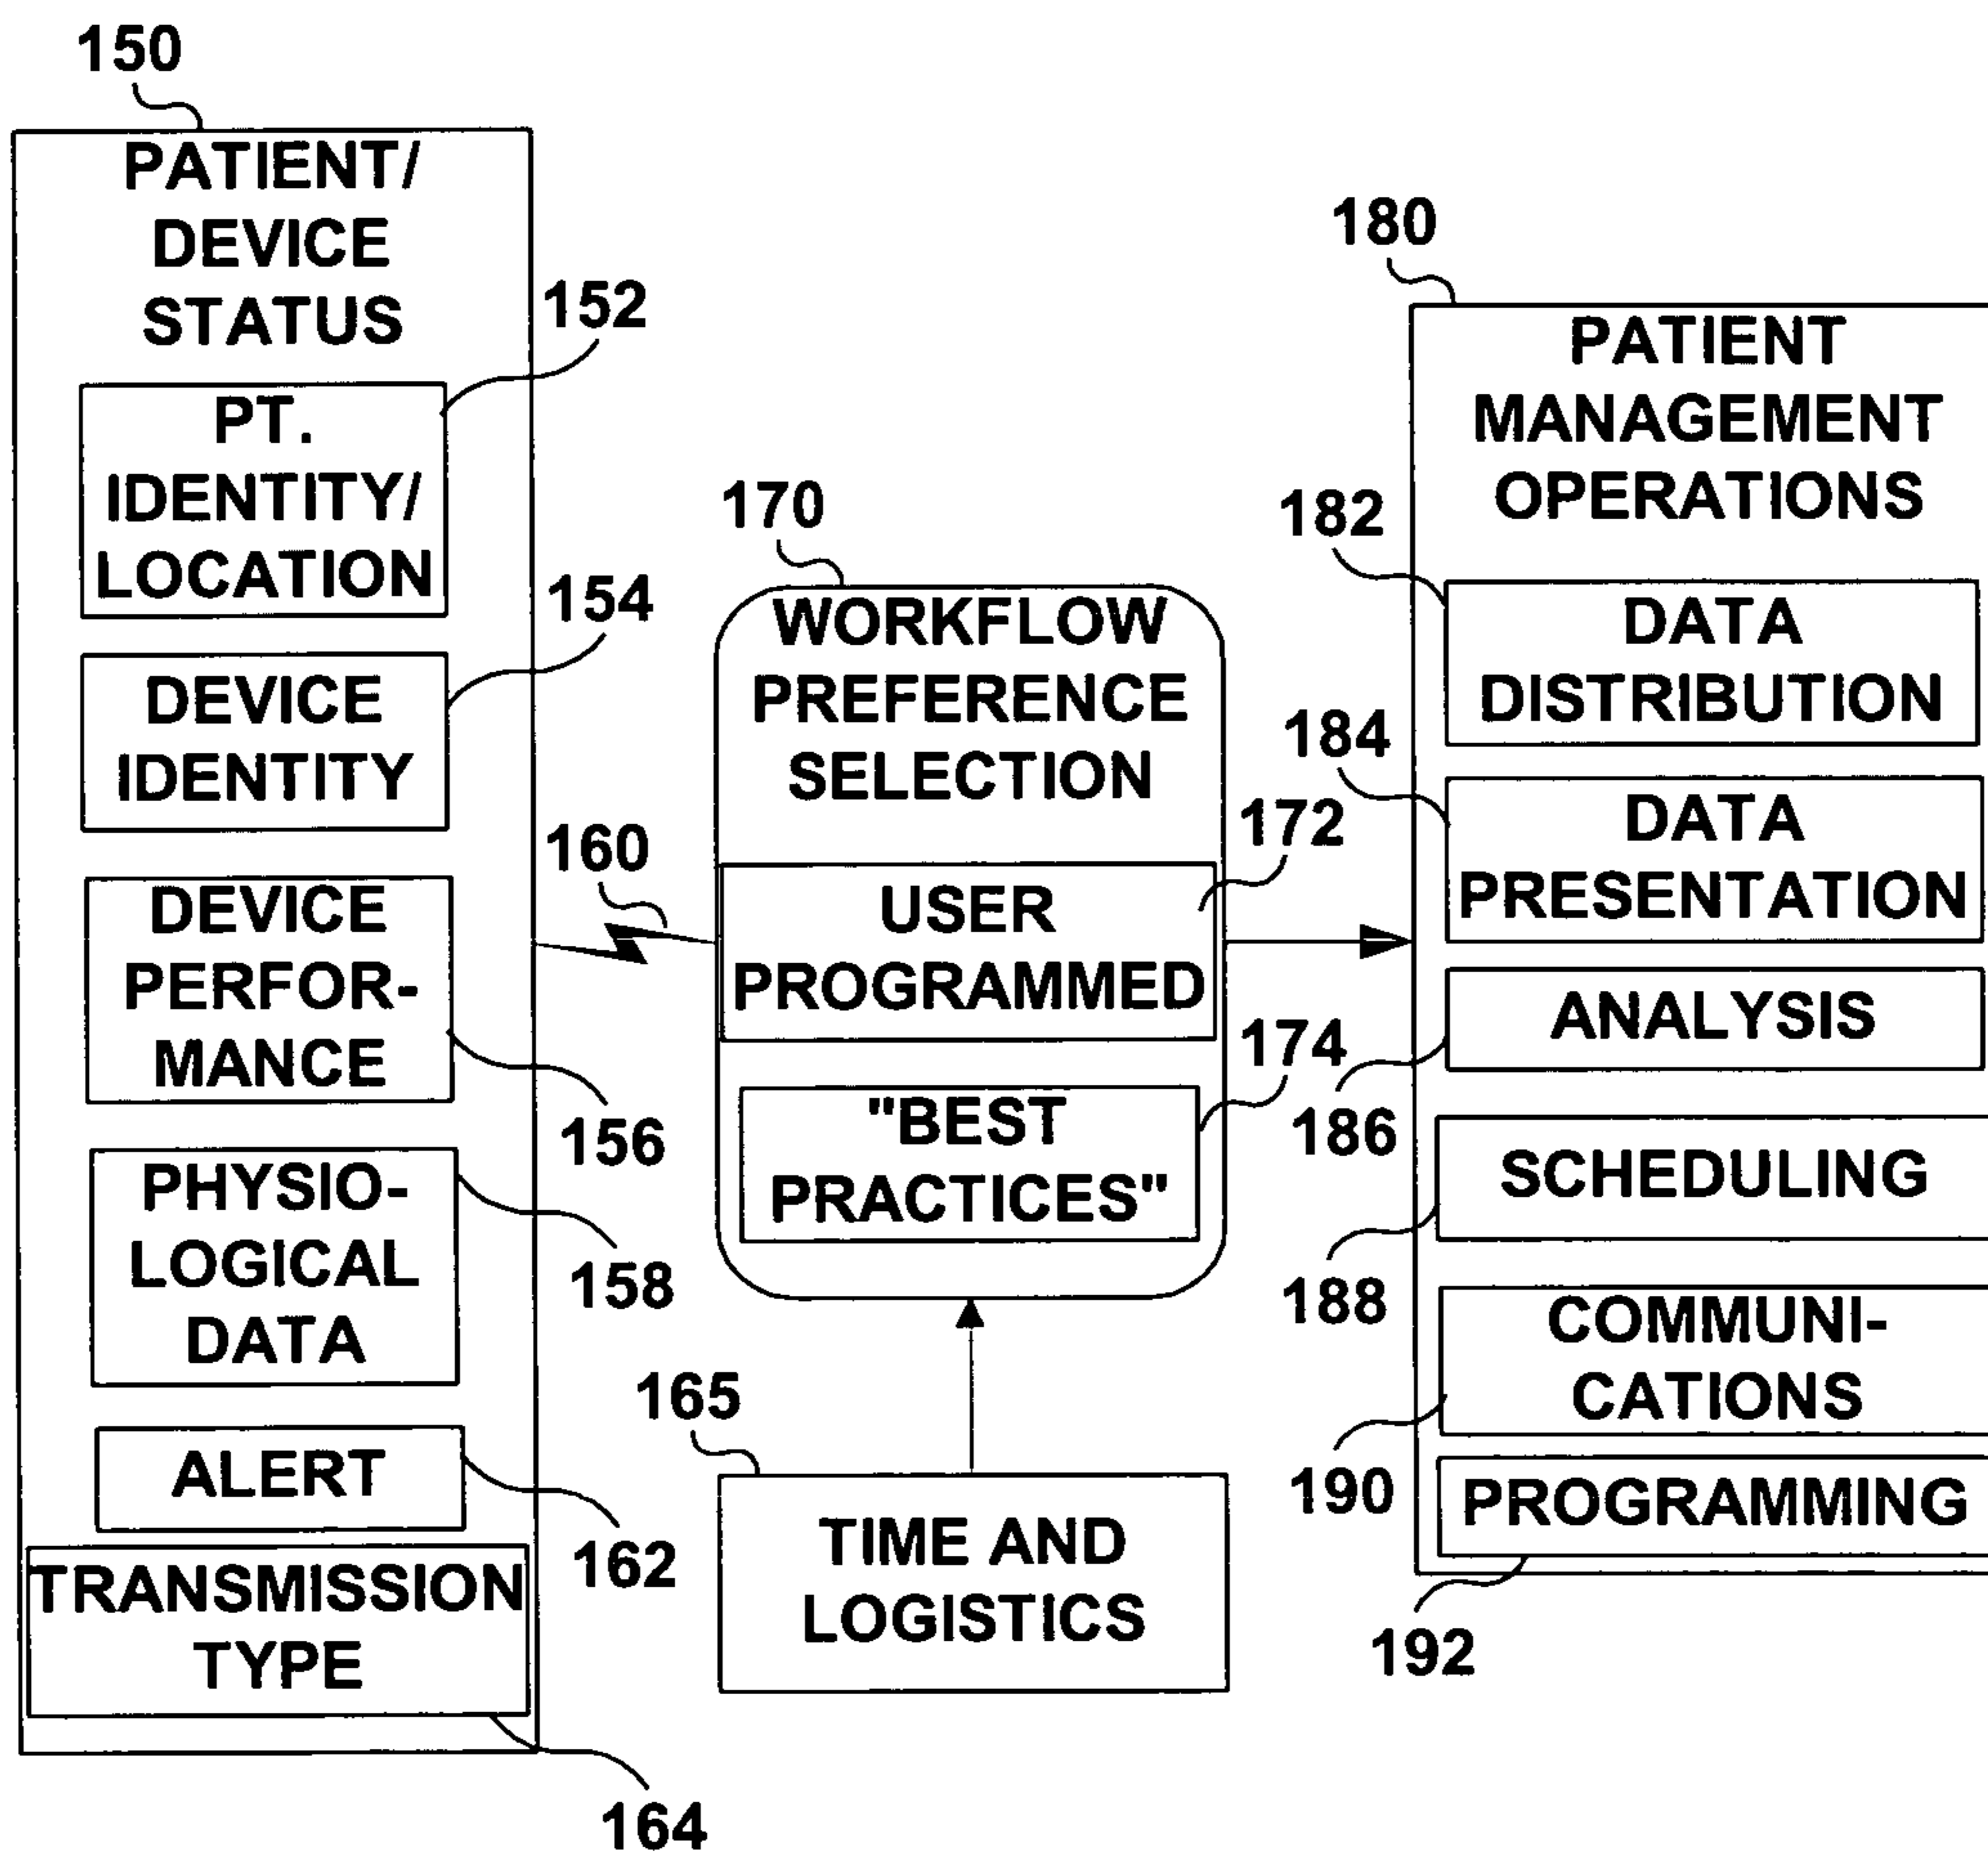 150
PATIENT/
DEVICE
STATUS
152
PT.
IDENTITY/
LOCATION
154
DEVICE
IDENTITY
DEVICE
PERFOR-
MANCE
156
PHYSIO-
LOGICAL
DATA
158
ALERT
162
TRANSMISSION
TYPE
164
160
170
WORKFLOW
PREFERENCE
SELECTION
172
USER
PROGRAMMED
174
"BEST
PRACTICES"
165
TIME AND
LOGISTICS
180
PATIENT
MANAGEMENT
OPERATIONS
182
DATA
DISTRIBUTION
184
DATA
PRESENTATION
ANALYSIS
186
SCHEDULING
188
COMMUNI-
CATIONS
190
PROGRAMMING
192